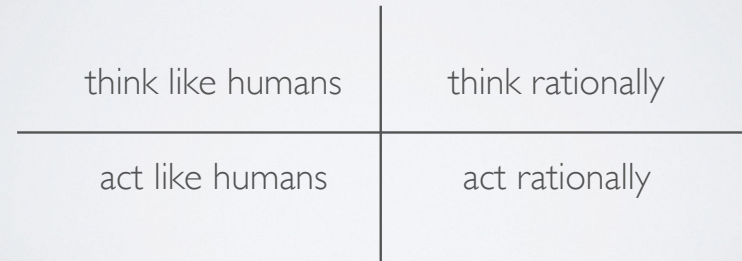 think like humans
think rationally
act like humans
act rationally